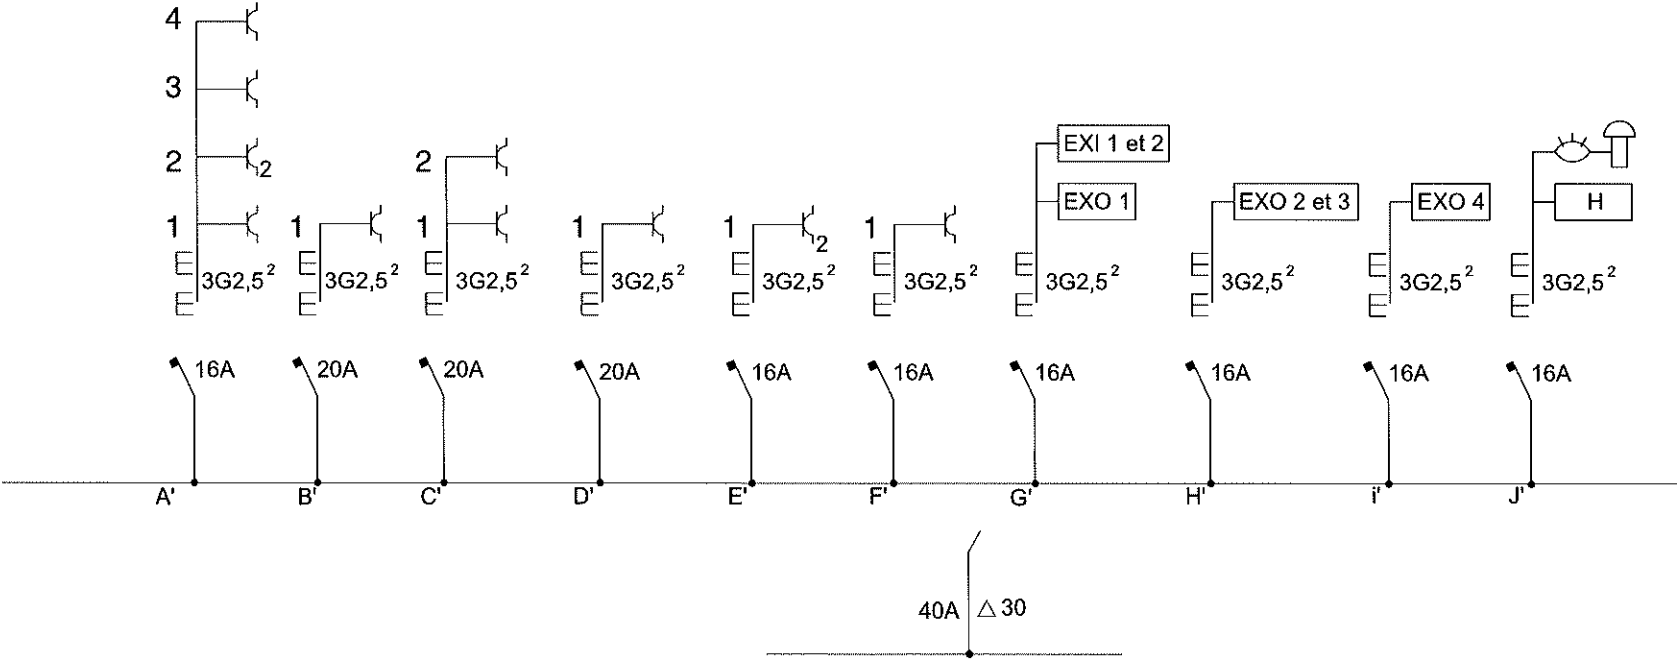 4
3
2
2
2
EXI 1 et 2
EXO 1
EXO 2 et 3
EXO 4
H
1
1
1
1
1
2
1
3G2,5²
3G2,5²
3G2,5²
3G2,5²
3G2,5²
3G2,5²
3G2,5²
3G2,5²
3G2,5²
3G2,5²
16A
20A
20A
20A
16A
16A
16A
16A
16A
16A
A'
B'
C'
D'
E'
F'
G'
H'
i'
J'
40A △ 30